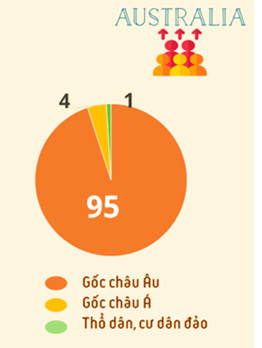 AUSTRALIA
4
1
95
Gốc châu Âu
Gốc châu Á
Thổ dân, cư dân đảo